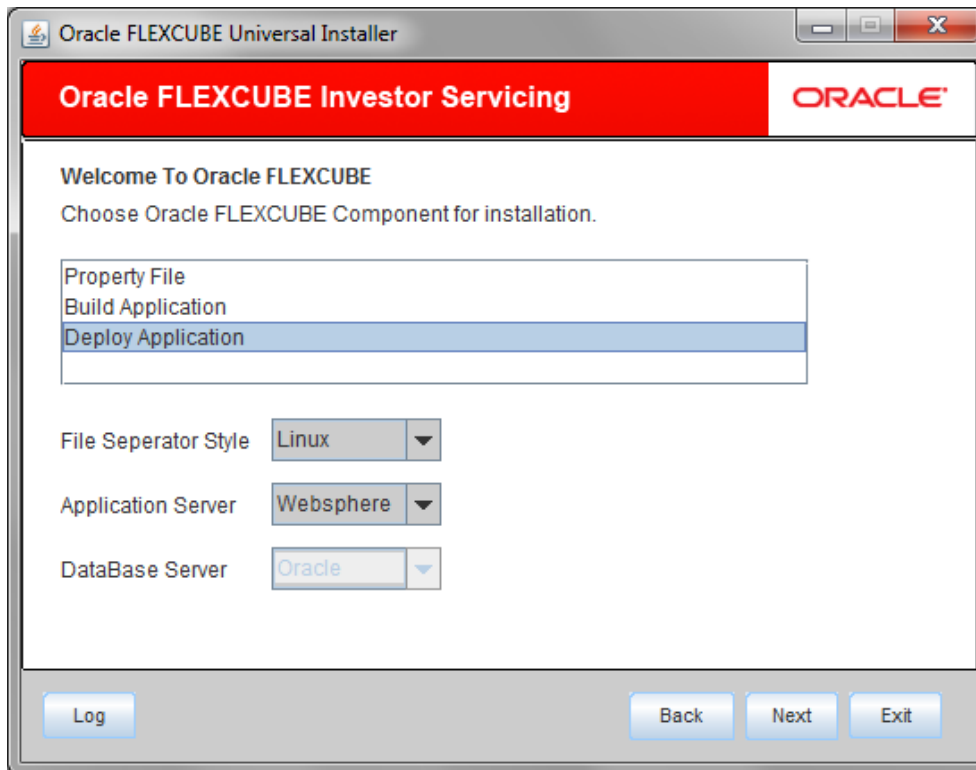 Oracle FLEXCUBE Universal Installer
Oracle FLEXCUBE Investor Servicing
ORACLE
Welcome To Oracle FLEXCUBE
Choose Oracle FLEXCUBE Component for installation.
Property File
Build Application
Deploy Application
File Seperator Style Linux
Application Server Websphere
DataBase Server Oracle
Log Back Next Exit